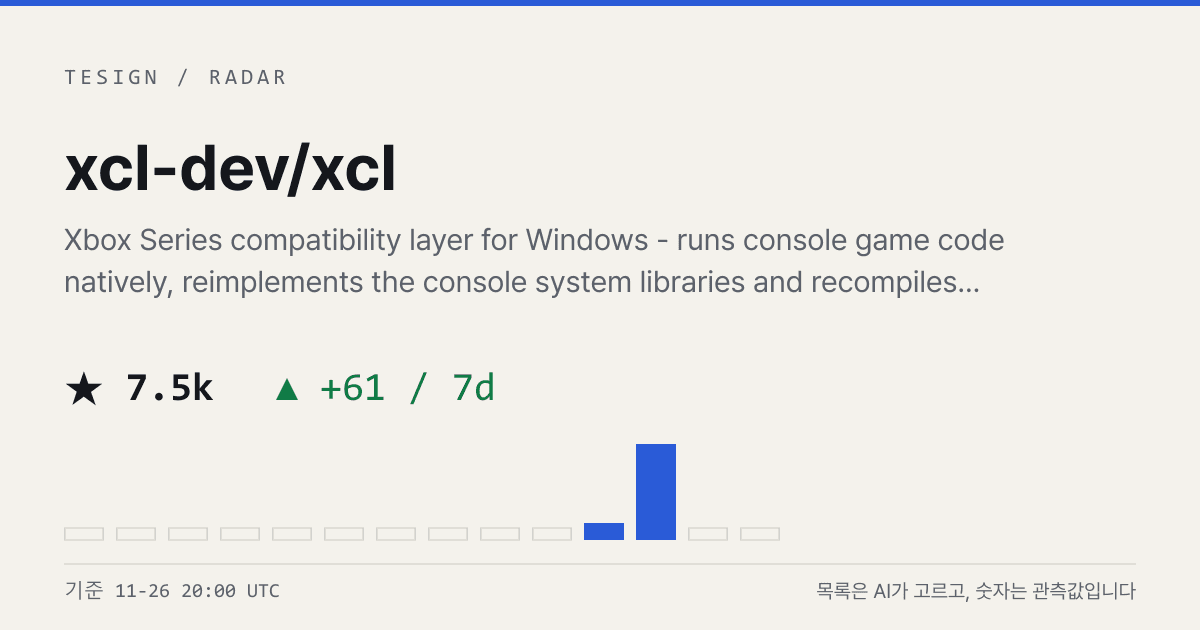 TESIGN / RADAR
xcl-dev/xcl
Xbox Series compatibility layer for Windows - runs console game code
natively, reimplements the console system libraries and recompiles…
★ 7.5k ▲ +61 / 7d
기준 11-26 20:00 UTC
목록은 AI가 고르고, 숫자는 관측값입니다